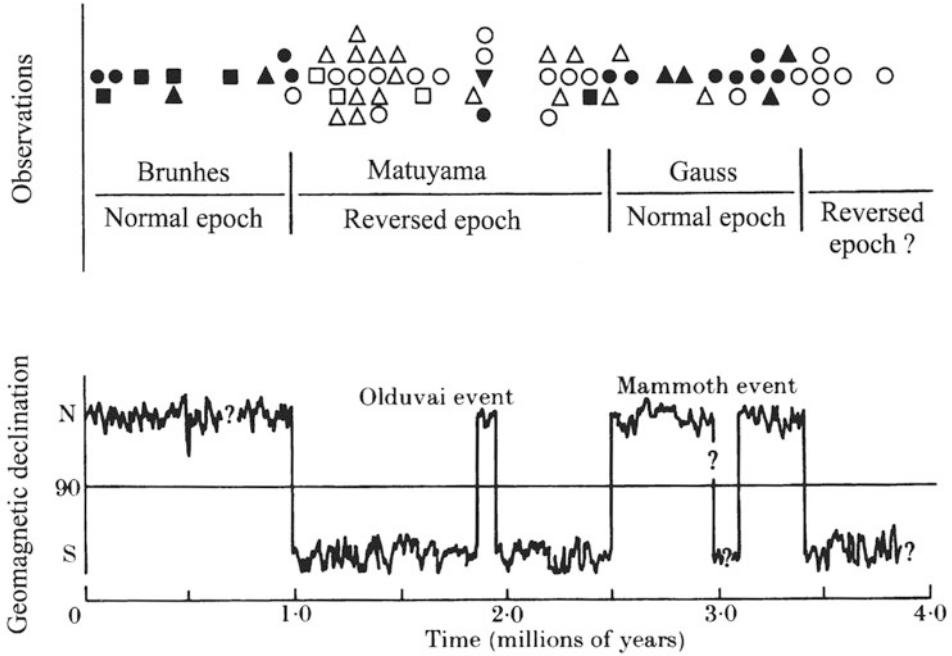 Observations
Brunhes
Matuyama
Gauss
Normal epoch
Reversed epoch
Normal epoch
Reversed
epoch ?
Geomagnetic declination
N
90
S
Olduvai event
Mammoth event
?
?
?
?
0
1·0
2·0
3·0
4·0
Time (millions of years)